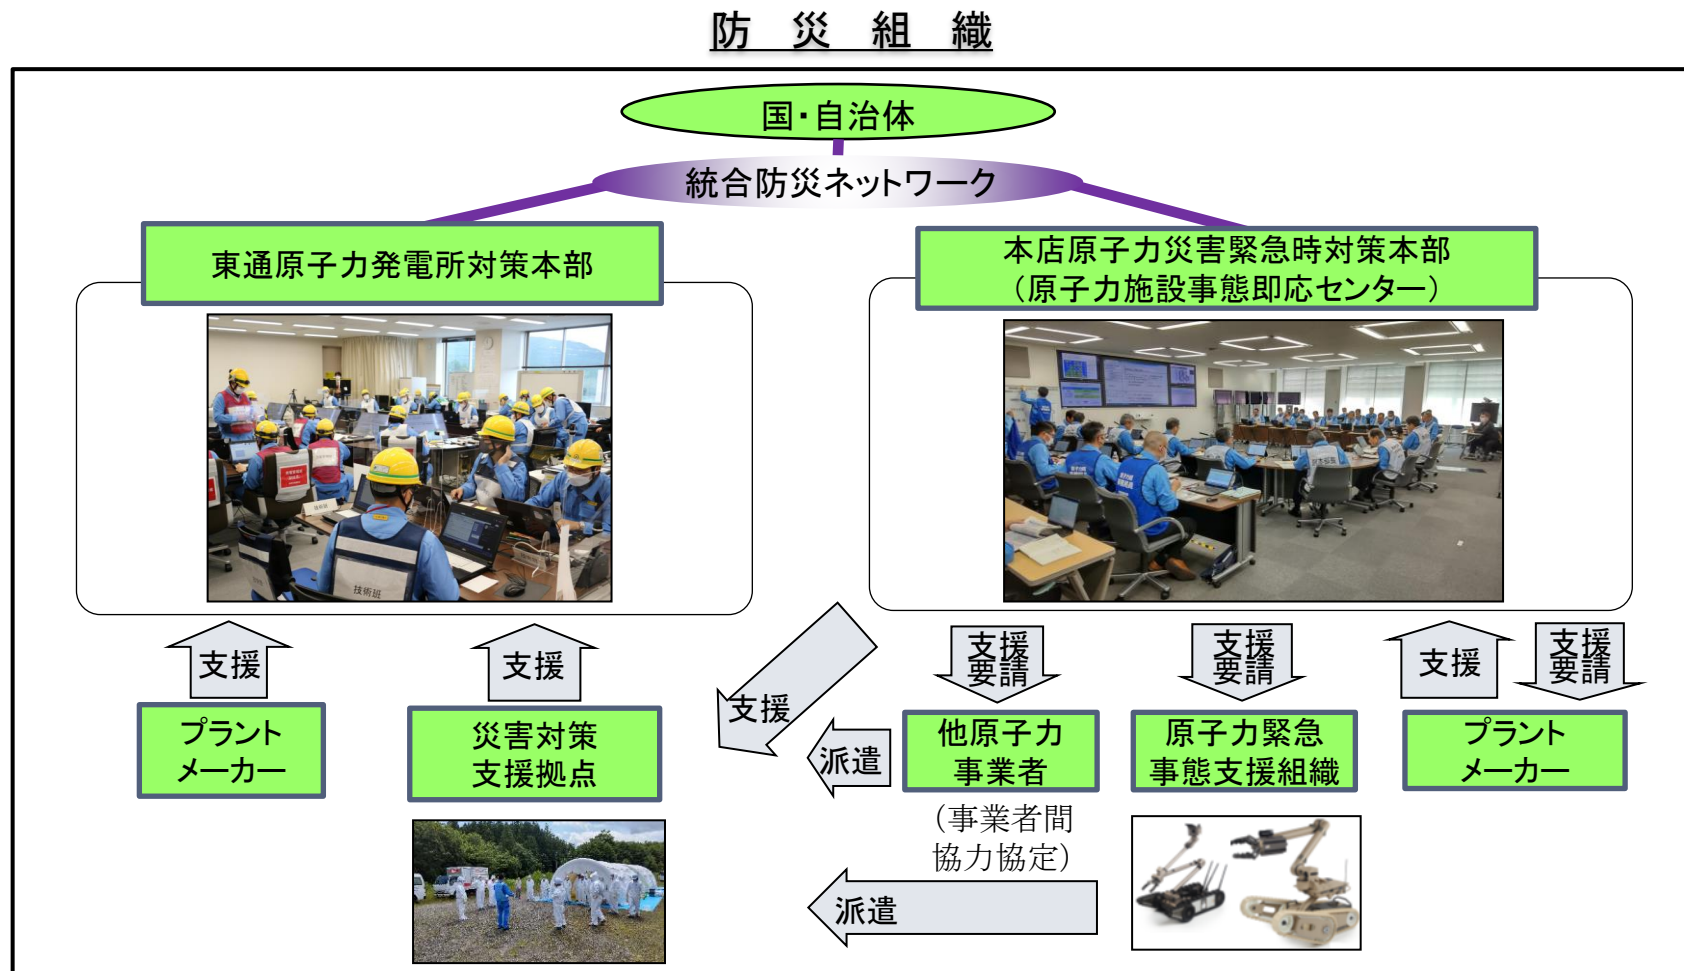 防 災 組 織
国・自治体
統合防災ネットワーク
東通原子力発電所対策本部
本店原子力災害緊急時対策本部
（原子力施設事態即応センター）
技術班
技術班
支援
支援
支援
支援
要請
支援
要請
支援
支援
要請
プラント
メーカー
災害対策
支援拠点
派遣
他原子力
事業者
原子力緊急
事態支援組織
プラント
メーカー
（事業者間
協力協定）
派遣